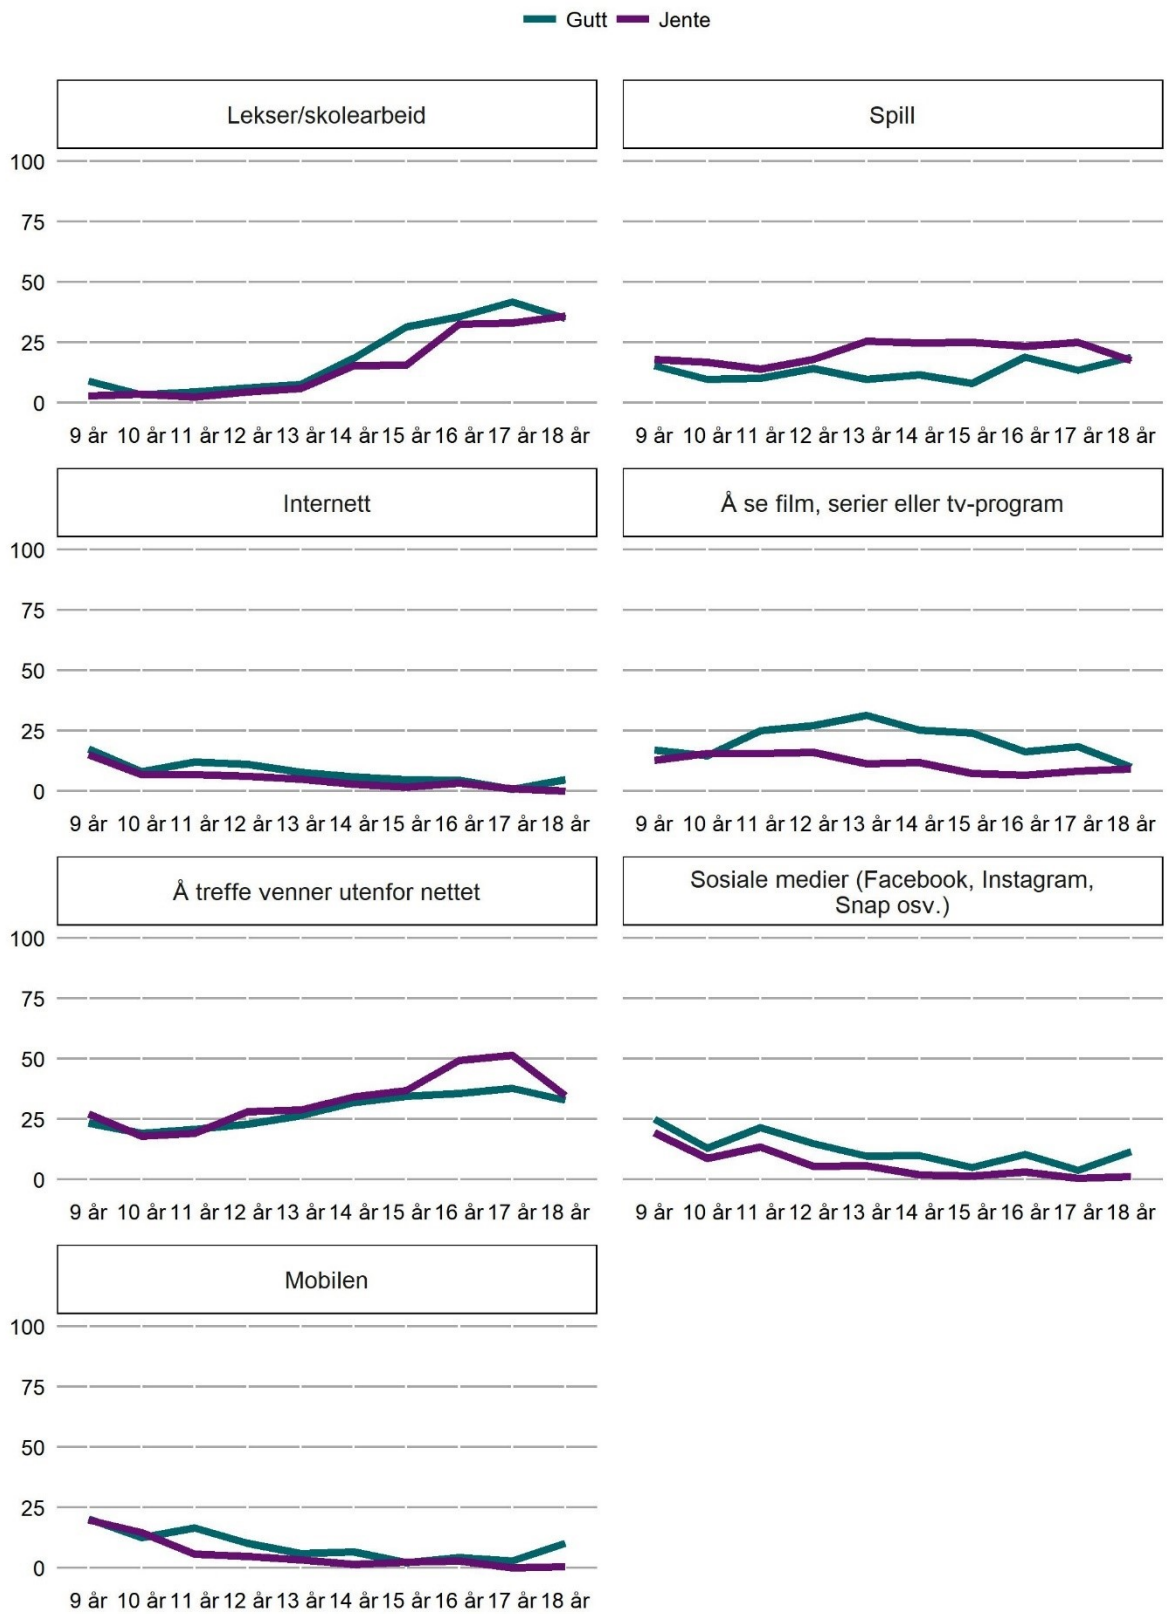 Gutt Jente
Lekser/skolearbeid
Spill
100
75
50
25
0
9 år 10 år 11 år 12 år 13 år 14 år 15 år 16 år 17 år 18 år
9 år 10 år 11 år 12 år 13 år 14 år 15 år 16 år 17 år 18 år
Internett
Å se film, serier eller tv-program
100
75
50
25
0
9 år 10 år 11 år 12 år 13 år 14 år 15 år 16 år 17 år 18 år
9 år 10 år 11 år 12 år 13 år 14 år 15 år 16 år 17 år 18 år
Å treffe venner utenfor nettet
Sosiale medier (Facebook, Instagram,
Snap osv.)
100
75
50
25
0
9 år 10 år 11 år 12 år 13 år 14 år 15 år 16 år 17 år 18 år
9 år 10 år 11 år 12 år 13 år 14 år 15 år 16 år 17 år 18 år
Mobilen
100
75
50
25
0
9 år 10 år 11 år 12 år 13 år 14 år 15 år 16 år 17 år 18 år